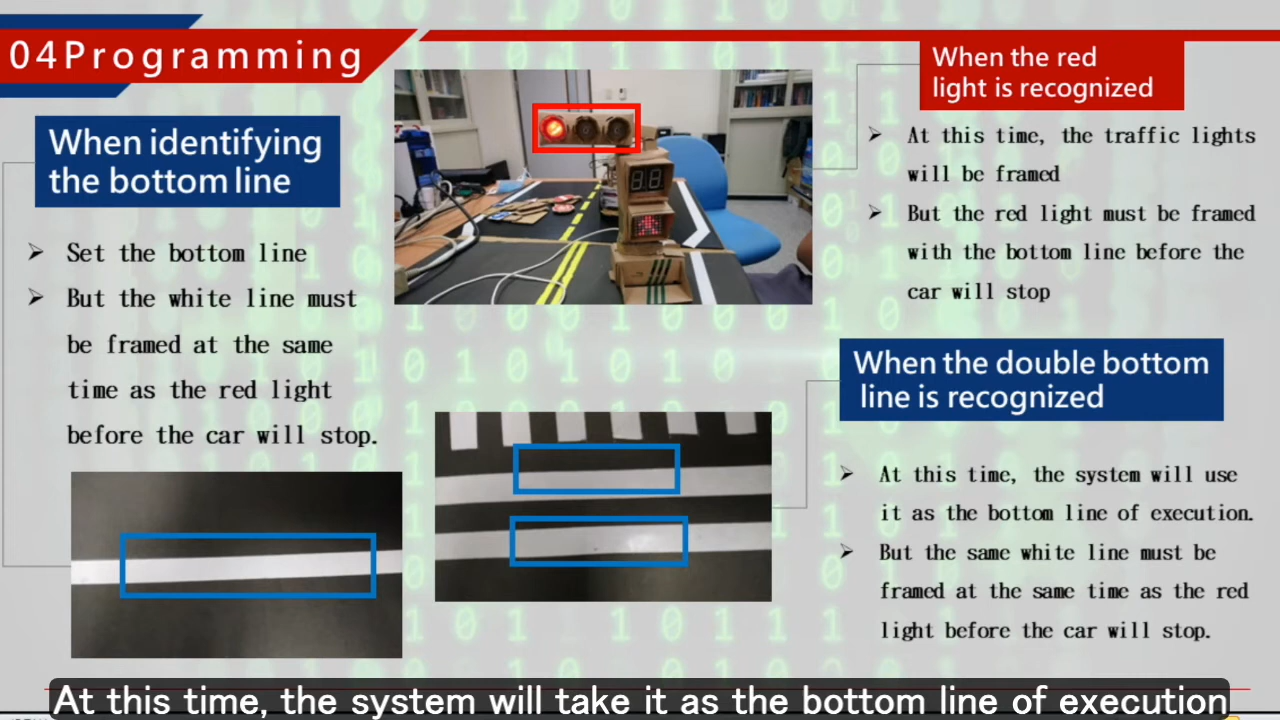 04Programming
When identifying
the bottom line
➢ Set the bottom line
➢ But the white line must
be framed at the same
time as the red light
before the car will stop.
When the red
light is recognized
➢ At this time, the traffic lights
will be framed
➢ But the red light must be framed
with the bottom line before the
car will stop
When the double bottom
line is recognized
➢ At this time, the system will use
it as the bottom line of execution.
➢ But the same white line must be
framed at the same time as the red
light before the car will stop.
At this time, the system will take it as the bottom line of execution